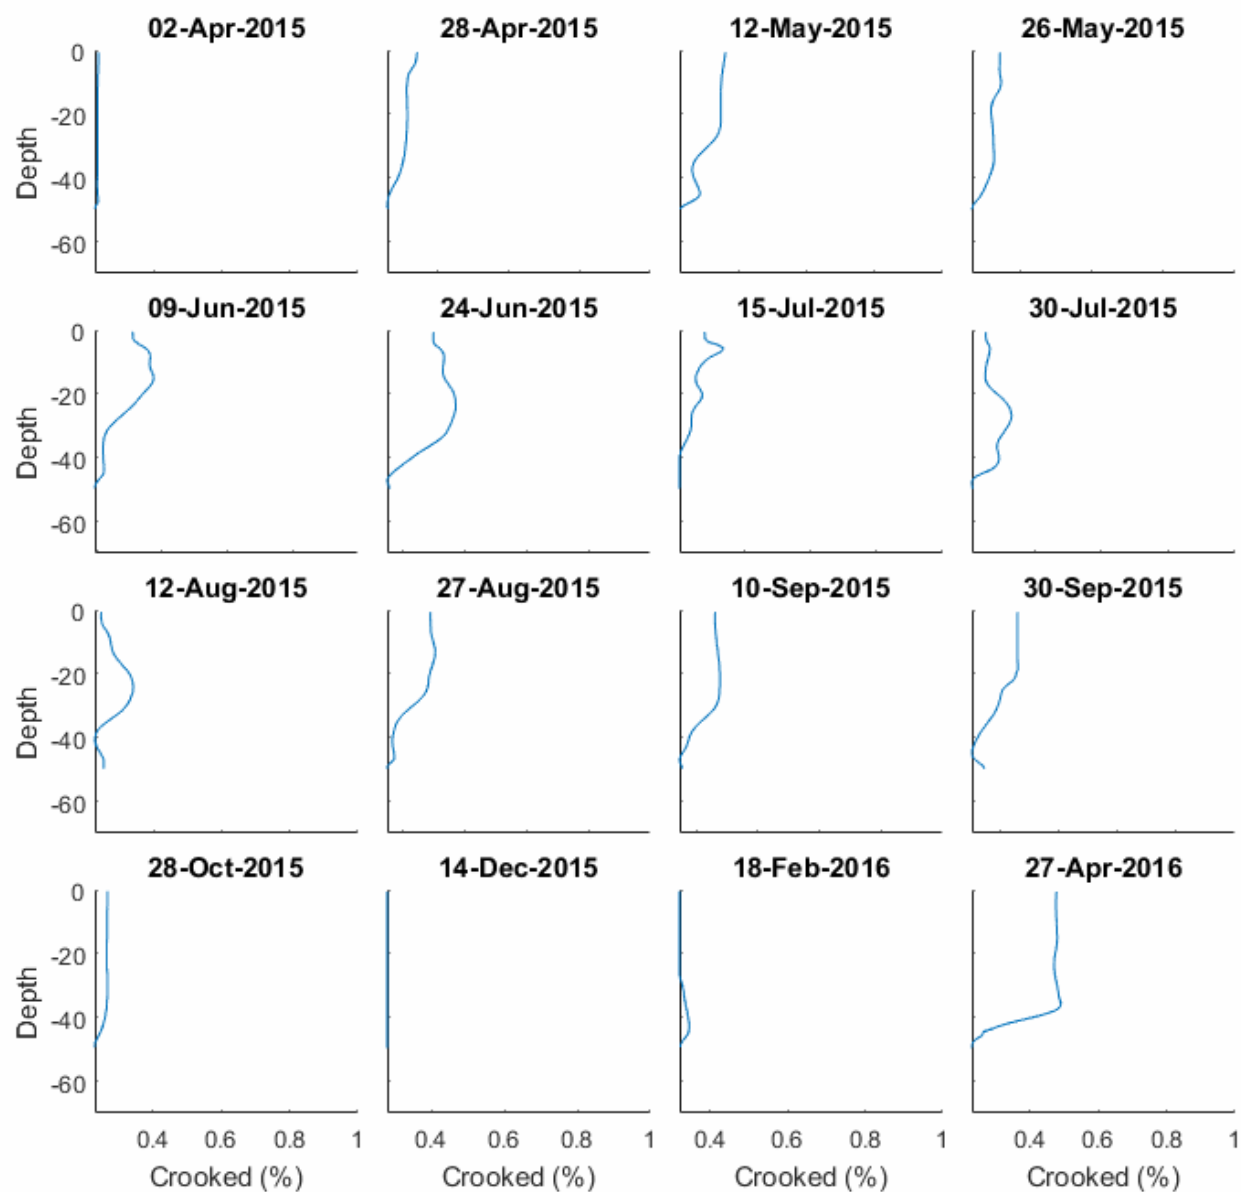 02-Apr-2015 28-Apr-2015 12-May-2015 26-May-2015
0
-20
-40
-60
Depth
09-Jun-2015 24-Jun-2015 15-Jul-2015 30-Jul-2015
0
-20
-40
-60
Depth
12-Aug-2015 27-Aug-2015 10-Sep-2015 30-Sep-2015
0
-20
-40
-60
Depth
28-Oct-2015 14-Dec-2015 18-Feb-2016 27-Apr-2016
0
-20
-40
-60
Depth
0.4 0.6 0.8 1 0.4 0.6 0.8 1 0.4 0.6 0.8 1 0.4 0.6 0.8 1
Crooked (%) Crooked (%) Crooked (%) Crooked (%)